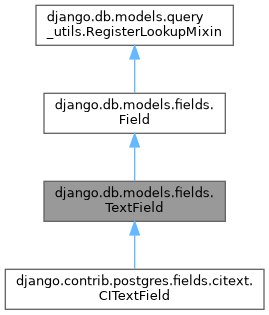 django.db.models.query
_utils.RegisterLookupMixin
django.db.models.fields.
Field
django.db.models.fields.
TextField
django.contrib.postgres.fields.citext.
CITextField